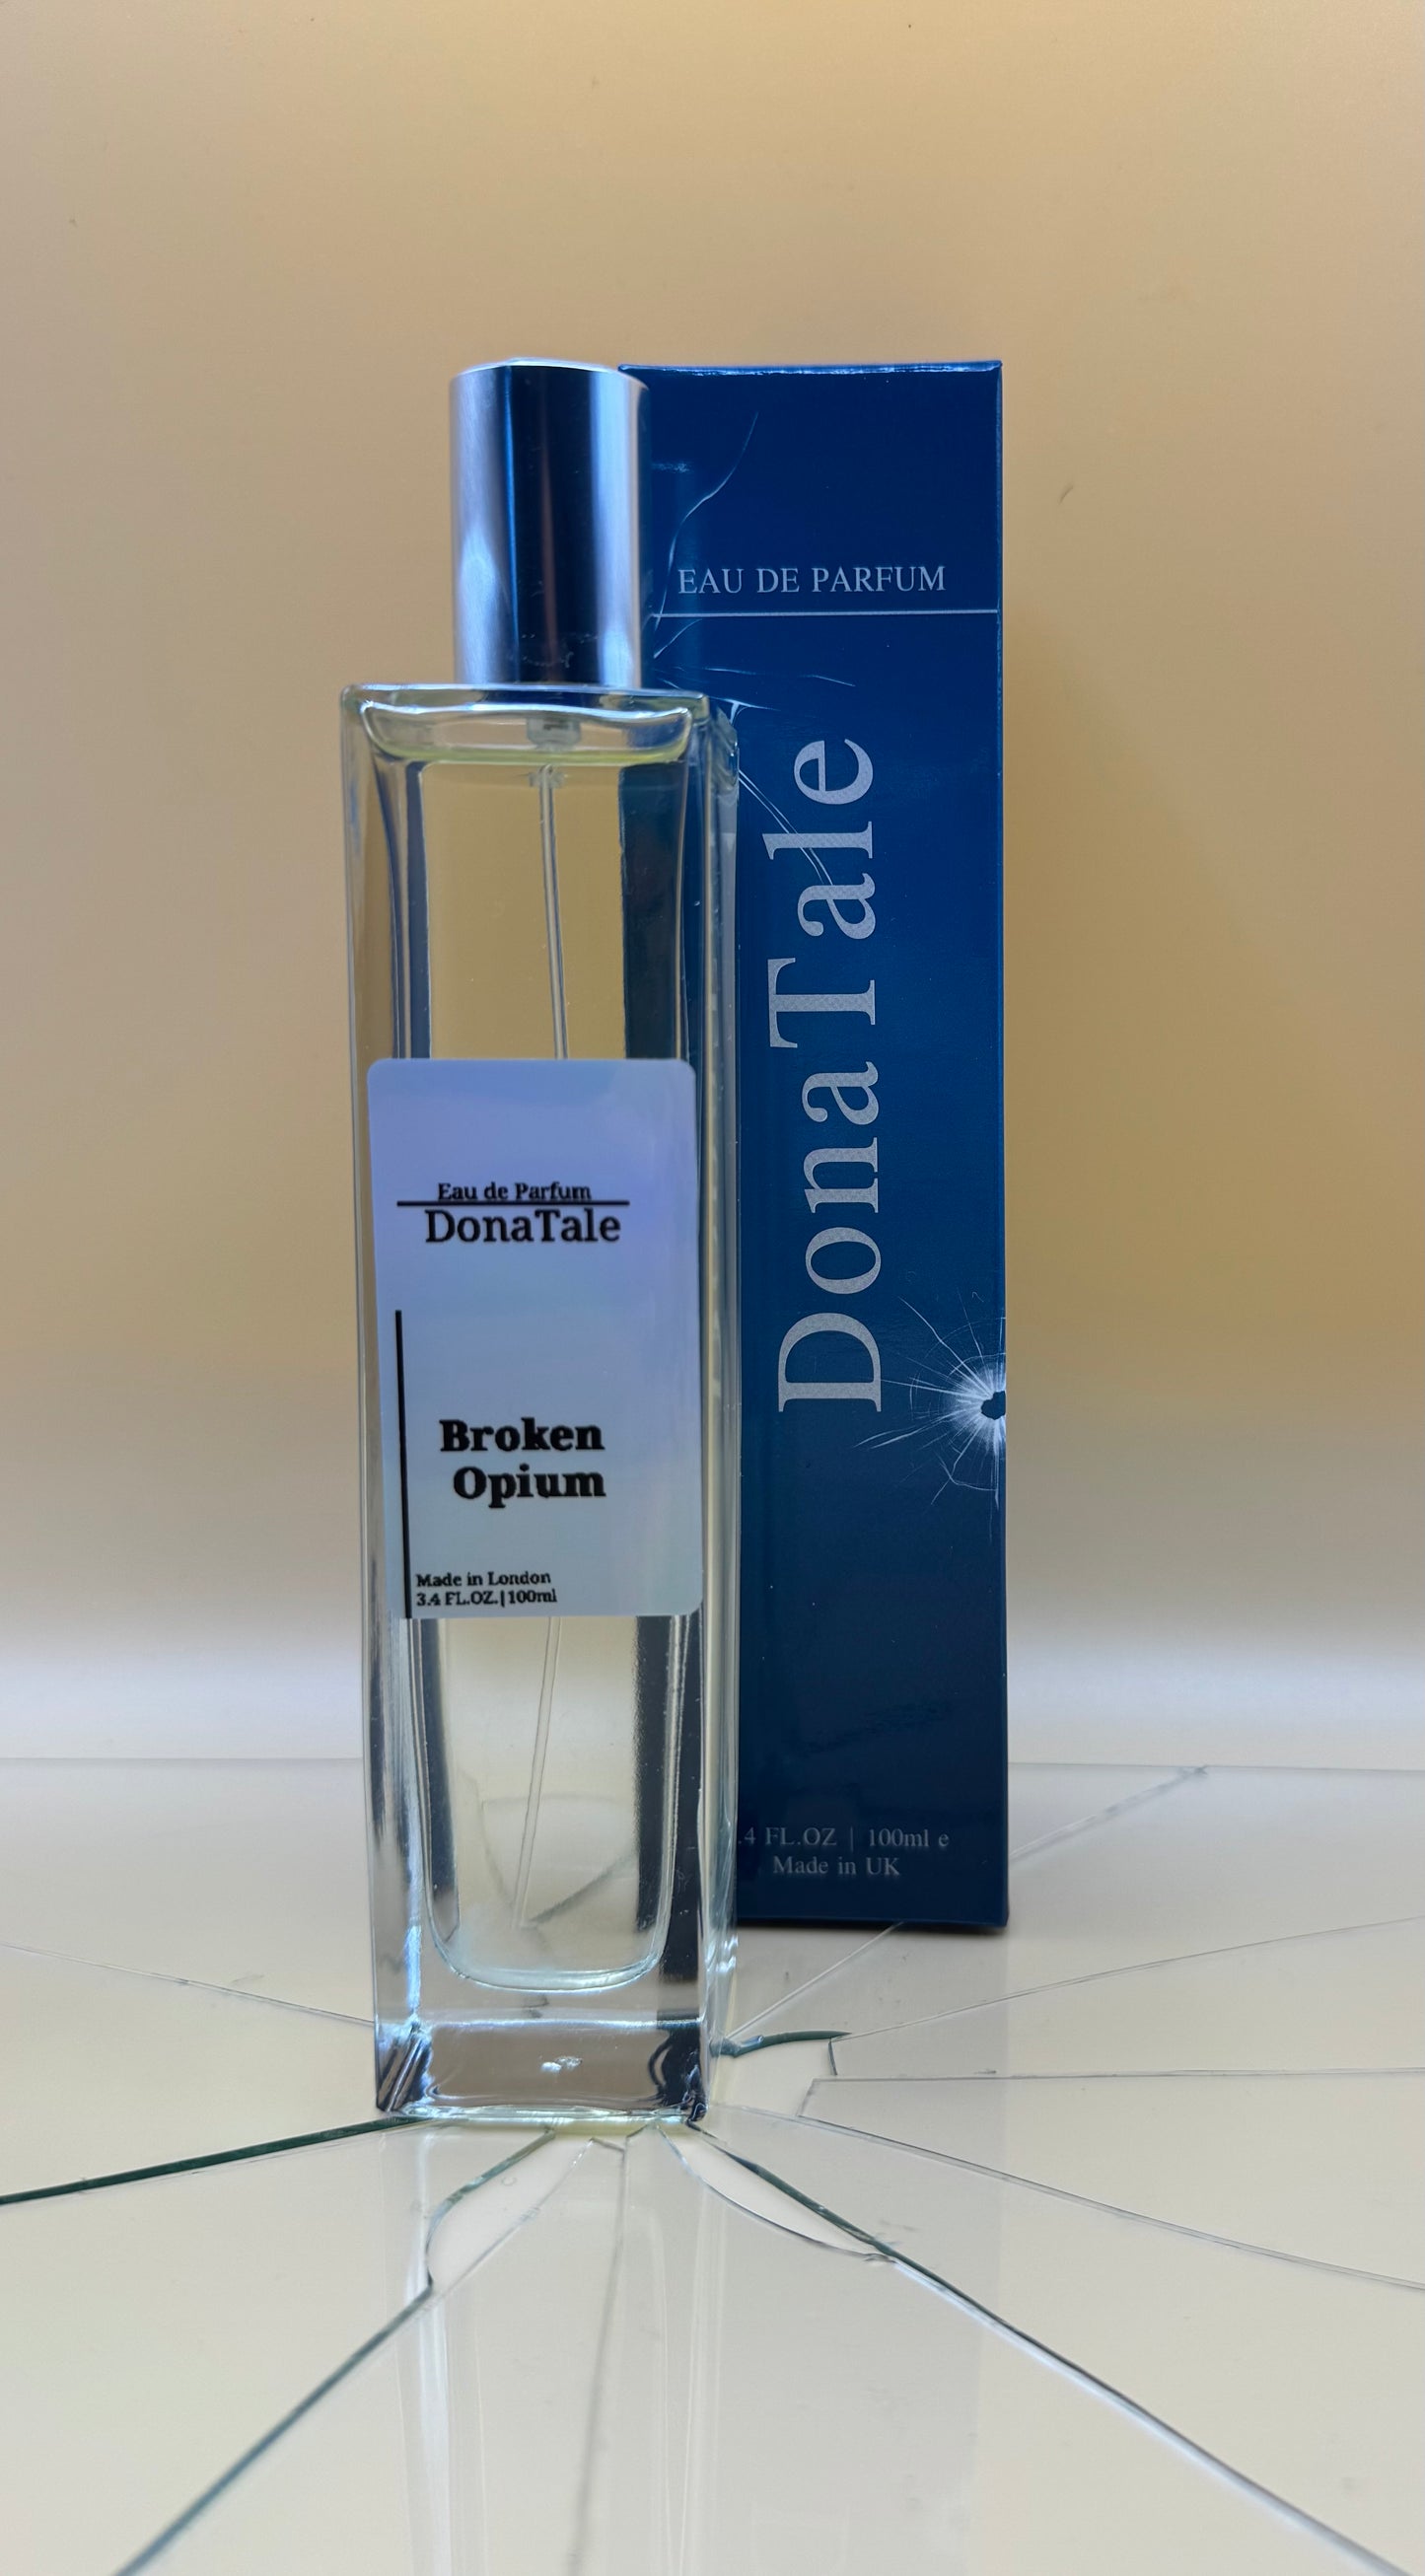 Eau de Parfum
DonaTale
Broken
Opium
Made in London
3.4 FL.OZ.|100ml
EAU DE PARFUM
DonaTale
.4 FL.OZ | 100ml e
Made in UK